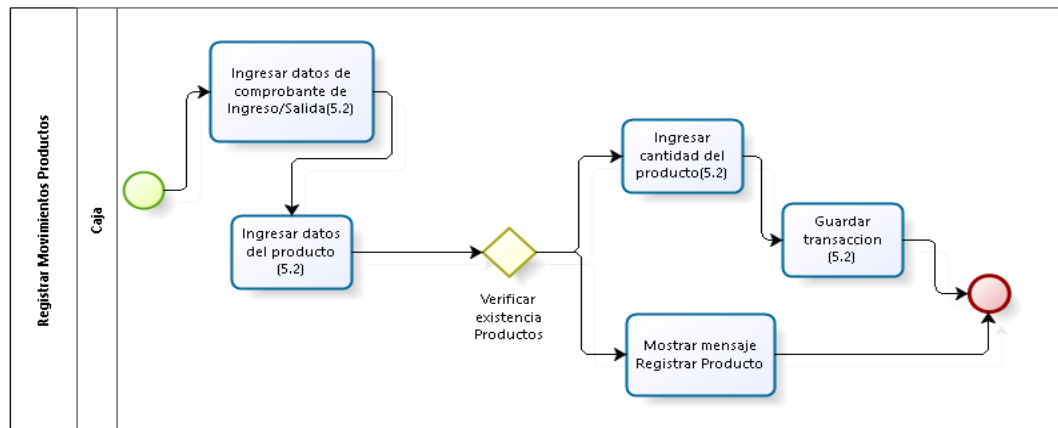 Registrar Movimientos Productos
Caja
Ingresar datos de
comprobante de
Ingreso/Salida(5.2)
Ingresar datos
del producto
(5.2)
Verificar
existencia
Productos
Ingresar
cantidad del
producto(5.2)
Guardar
transaccion
(5.2)
Mostrar mensaje
Registrar Producto